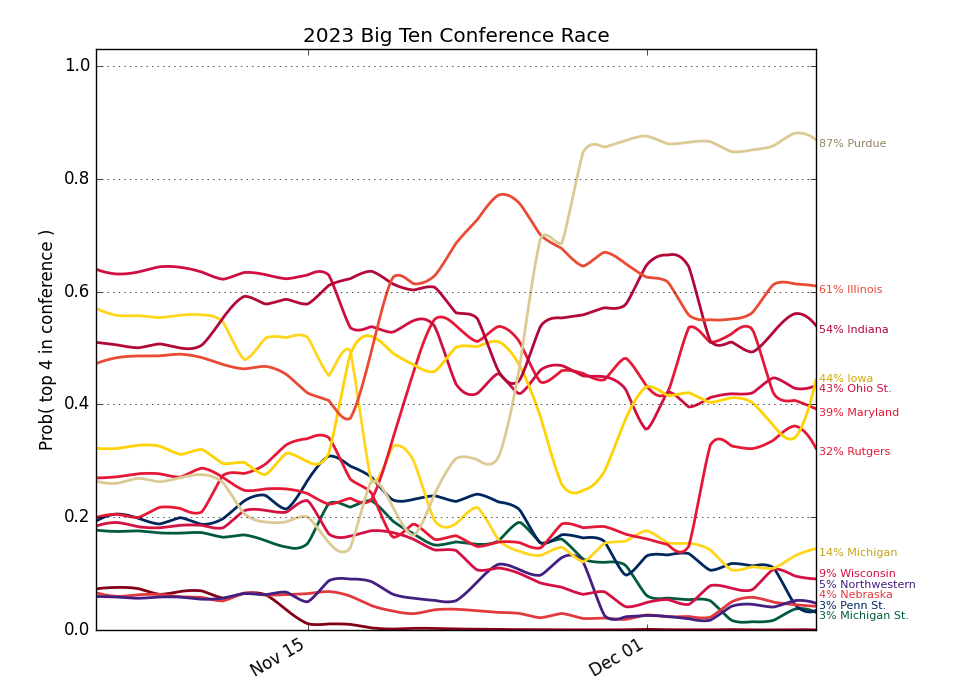 2023 Big Ten Conference Race
Prob( top 4 in conference )
1.0
0.8
0.6
0.4
0.2
0.0
Nov 15
Dec 01
87% Purdue
61% Illinois
54% Indiana
44% Iowa
43% Ohio St.
39% Maryland
32% Rutgers
14% Michigan
9% Wisconsin
5% Northwestern
4% Nebraska
3% Penn St.
3% Michigan St.